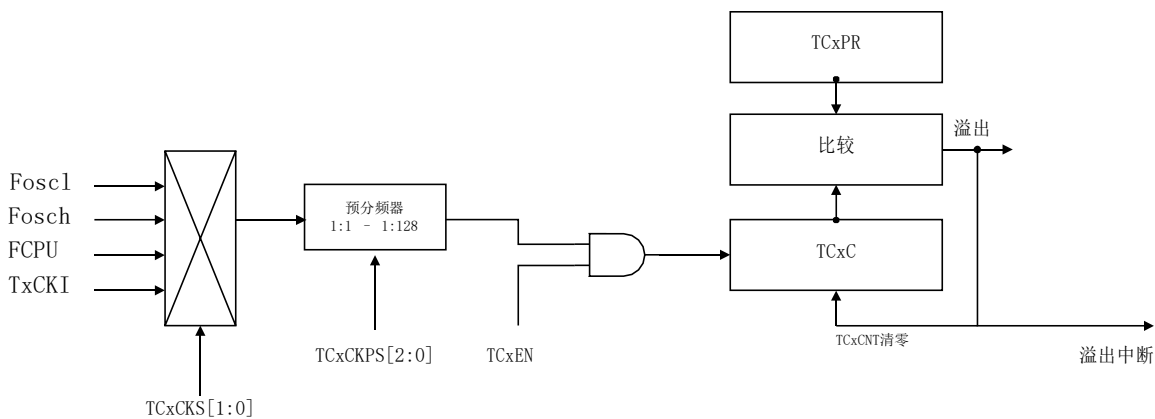 TCxPR
溢出
比较
Foscl
Fosch
FCPU
TxCKI
预分频器
1:1 - 1:128
TCxC
TCxCKPS[2:0]
TCxEN
TCxCNT清零
溢出中断
TCxCKS[1:0]